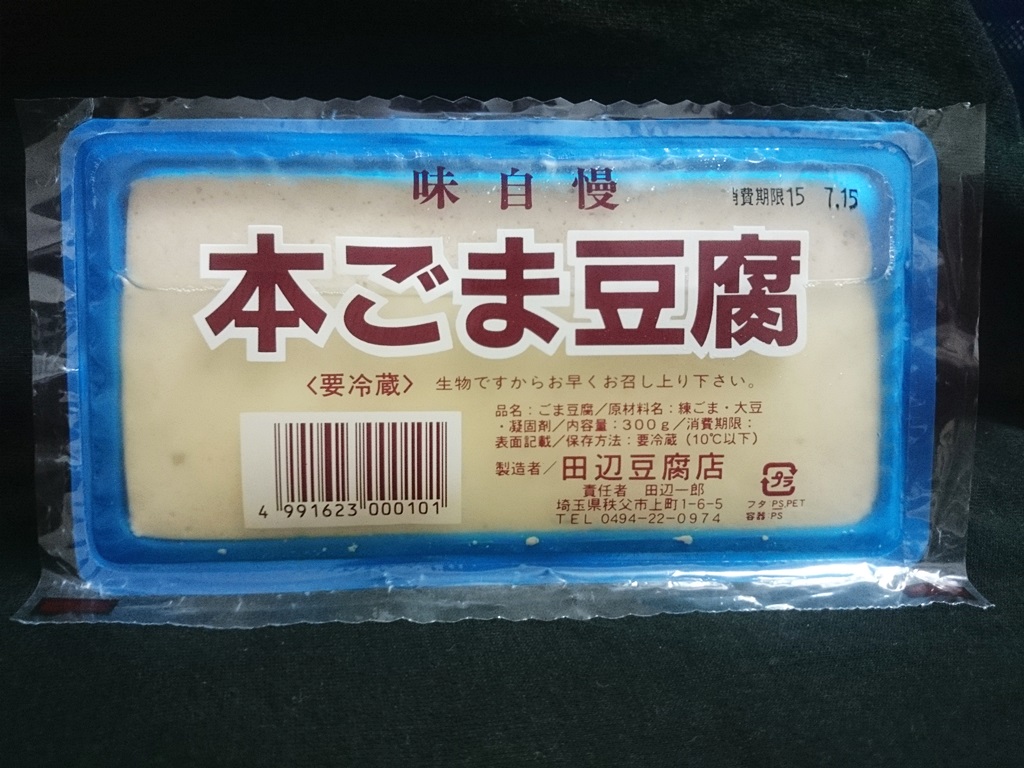 味自慢
消費期限15 7.15
本ごま豆腐
〈要冷蔵〉 生物ですからお早くお召し上り下さい。
品名：ごま豆腐／原材料名：練ごま・大豆
・凝固剤／内容量：300g／消費期限：
表面記載／保存方法：要冷蔵（10℃以下）
製造者／田辺豆腐店
責任者 田辺一郎
埼玉県秩父市上町1-6-5
TEL 0494-22-0974
プラ
フタ PS,PET
容器 PS
4 991623 000101